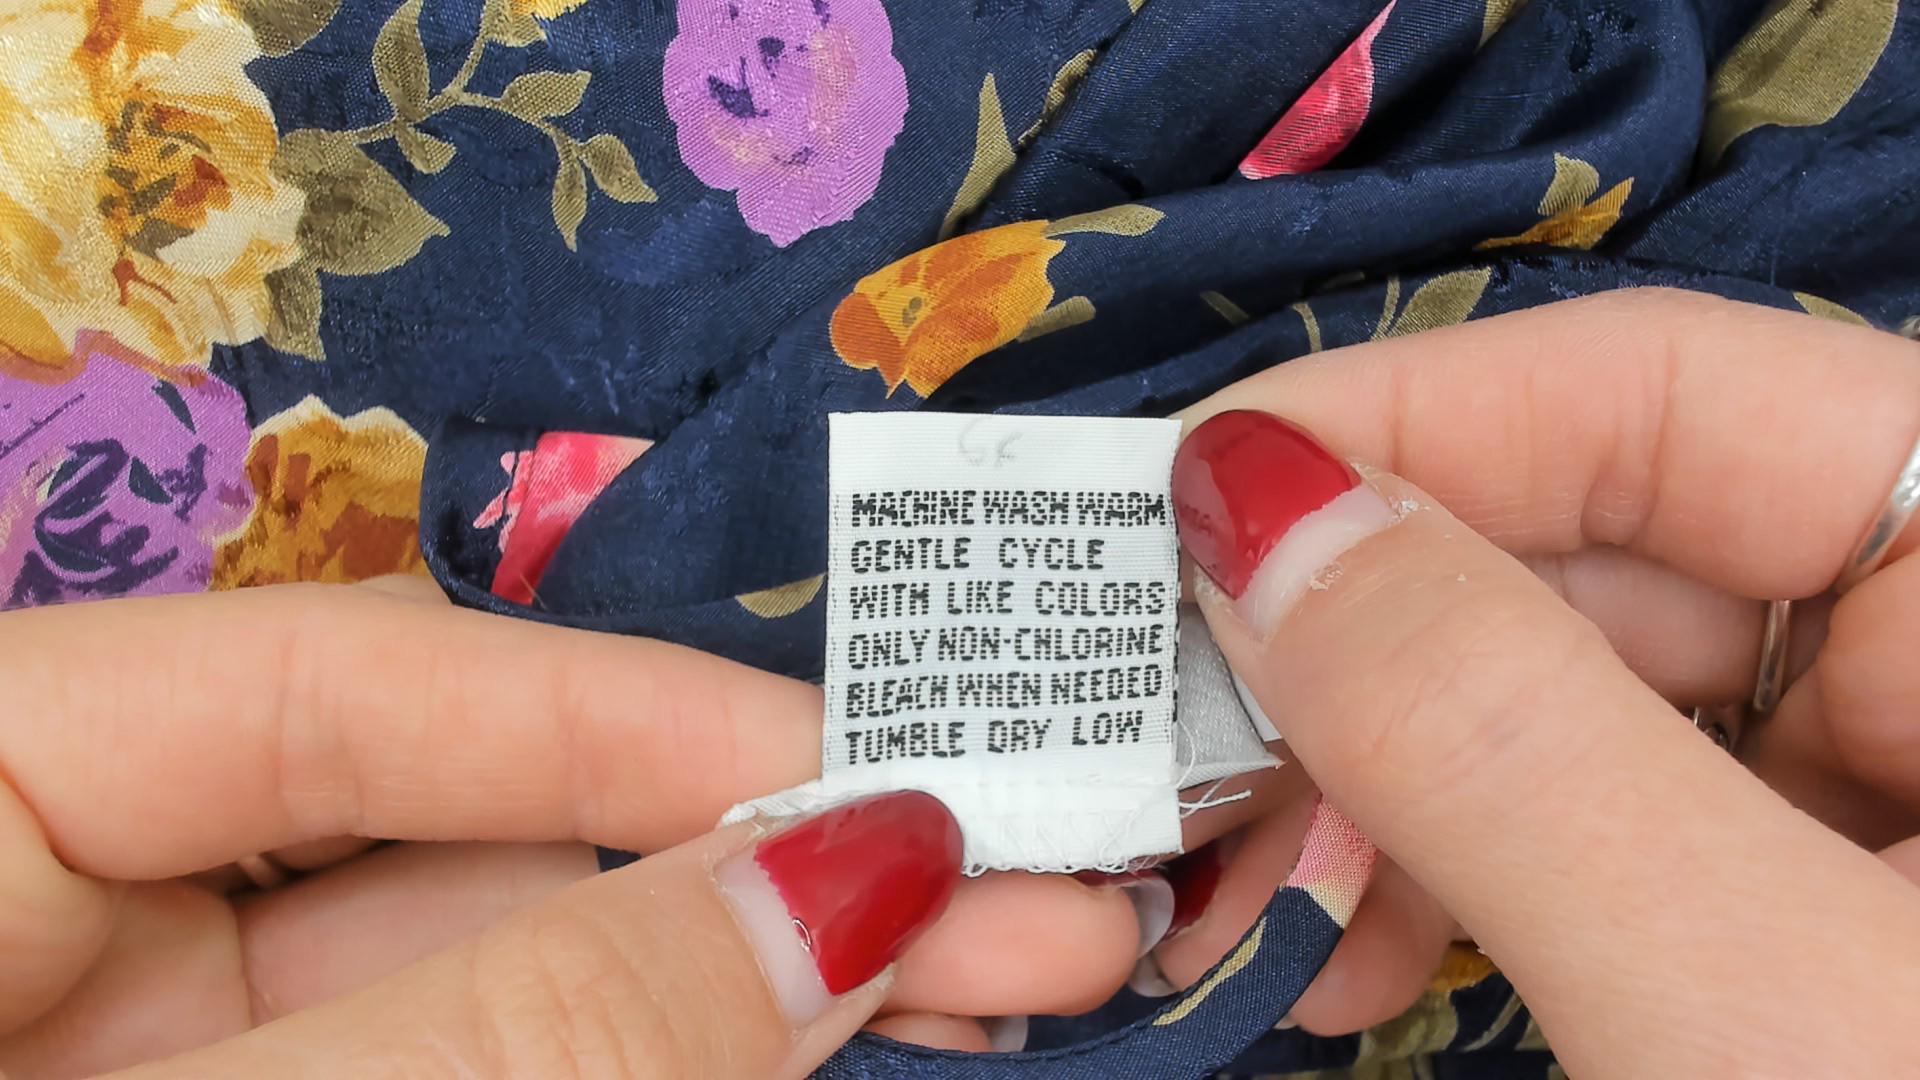 MACHINE WASH WARM
GENTLE CYCLE
WITH LIKE COLORS
ONLY NON-CHLORINE
BLEACH WHEN NEEDED
TUMBLE DRY LOW